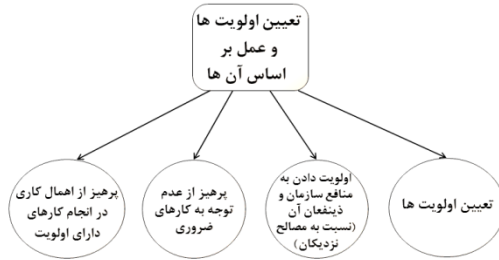 تعیین اولویت ها
و عمل بر
اساس آن ها
تعیین اولویت ها
اولویت دادن به
منافع سازمان و
ذینفعان آن
(نسبت به مصالح
نزدیکان)
پرهیز از عدم
توجه به کارهای
ضروری
پرهیز از اهمال کاری
در انجام کارهای
دارای اولویت